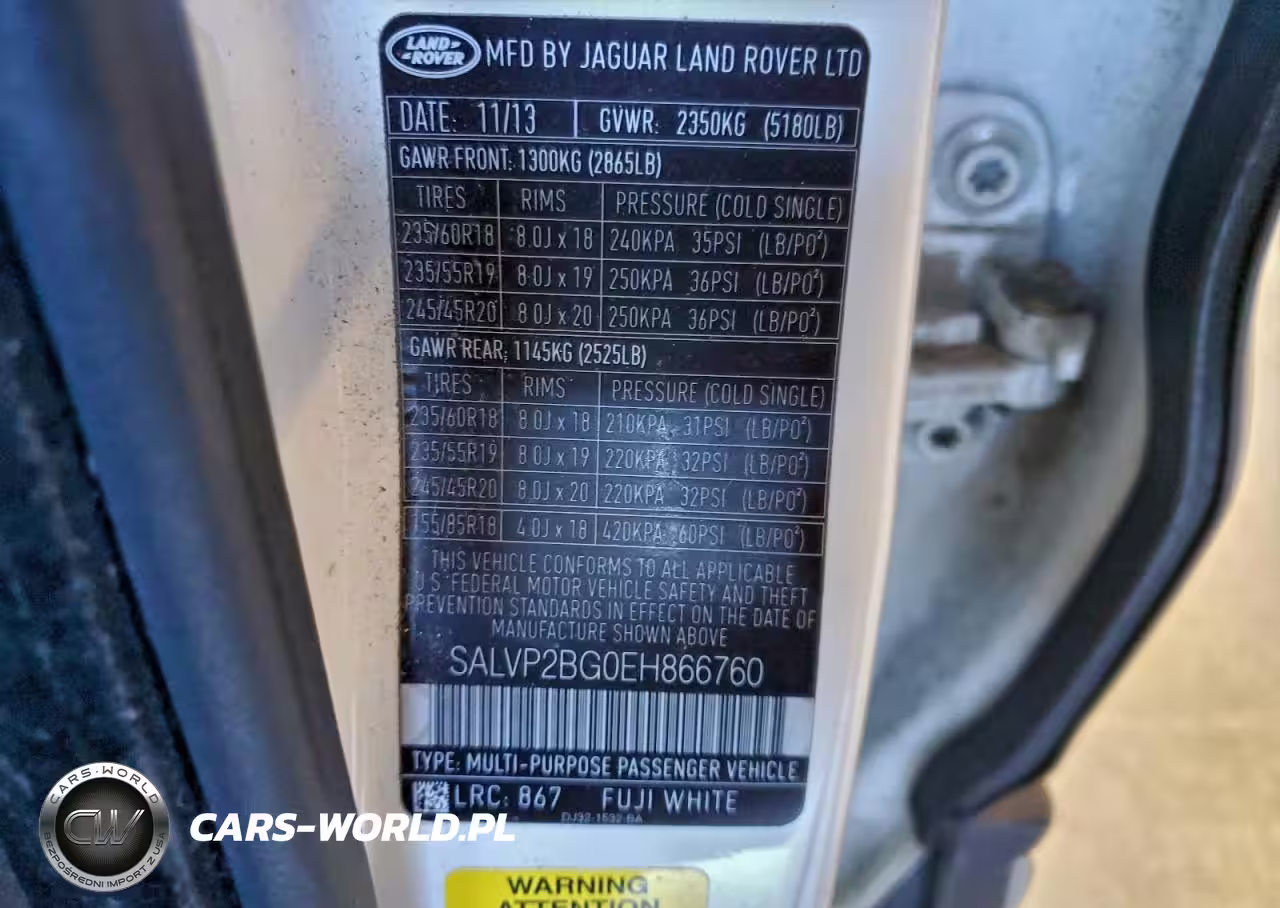 LAND ROVER MFD BY JAGUAR LAND ROVER LTD
DATE: 11/13 GVWR: 2350KG (5180LB)
GAWR FRONT: 1300KG (2865LB)
TIRES RIMS PRESSURE (COLD SINGLE)
235/60R18 8.0J x 18 240KPA 35PSI (LB/PO²)
235/55R19 8.0J x 19 250KPA 36PSI (LB/PO²)
245/45R20 8.0J x 20 250KPA 36PSI (LB/PO²)
GAWR REAR: 1145KG (2525LB)
TIRES RIMS PRESSURE (COLD SINGLE)
235/60R18 8.0J x 18 210KPA 31PSI (LB/PO²)
235/55R19 8.0J x 19 220KPA 32PSI (LB/PO²)
245/45R20 8.0J x 20 220KPA 32PSI (LB/PO²)
155/85R18 4.0J x 18 420KPA 60PSI (LB/PO²)
THIS VEHICLE CONFORMS TO ALL APPLICABLE
U.S. FEDERAL MOTOR VEHICLE SAFETY AND THEFT
PREVENTION STANDARDS IN EFFECT ON THE DATE OF
MANUFACTURE SHOWN ABOVE
SALVP2BG0EH866760
TYPE: MULTI-PURPOSE PASSENGER VEHICLE
LRC: 867 FUJI WHITE
DJ32-1532-BA
WARNING
ATTENTION
CARS-WORLD
CW
BEZPOŚREDNI IMPORT Z USA
CARS-WORLD.PL